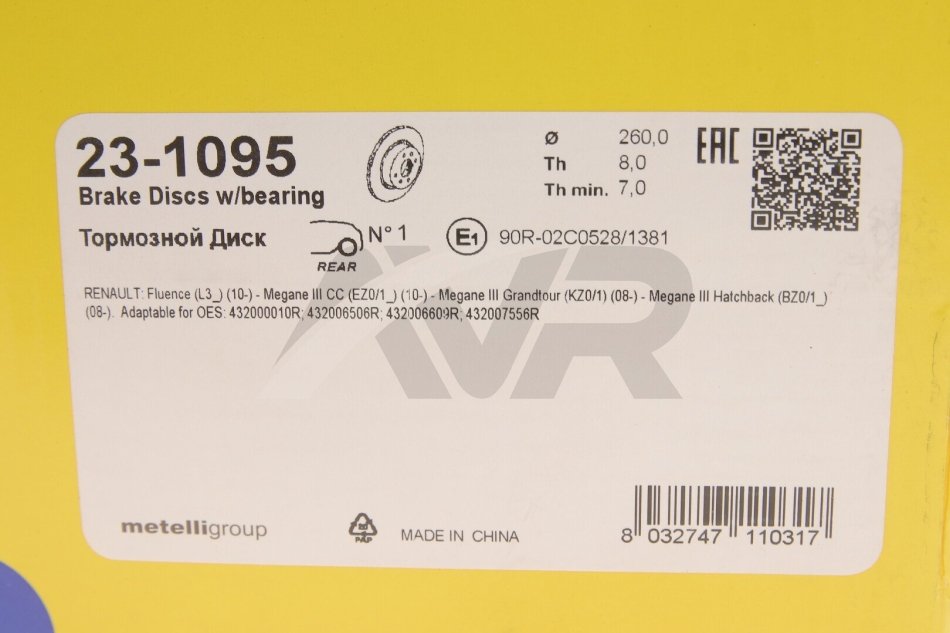 23-1095
Brake Discs w/bearing
Тормозной Диск
REAR
N° 1
Ø 260,0
Th 8,0
Th min. 7,0
EAC
E1 90R-02C0528/1381
RENAULT: Fluence (L3_) (10-) - Megane III CC (EZ0/1_) (10-) - Megane III Grandtour (KZ0/1) (08-) - Megane III Hatchback (BZ0/1_)
(08-). Adaptable for OES: 432000010R; 432006506R; 432006609R; 432007556R
AVR
metelligroup
20
PAP
MADE IN CHINA
8 032747 110317